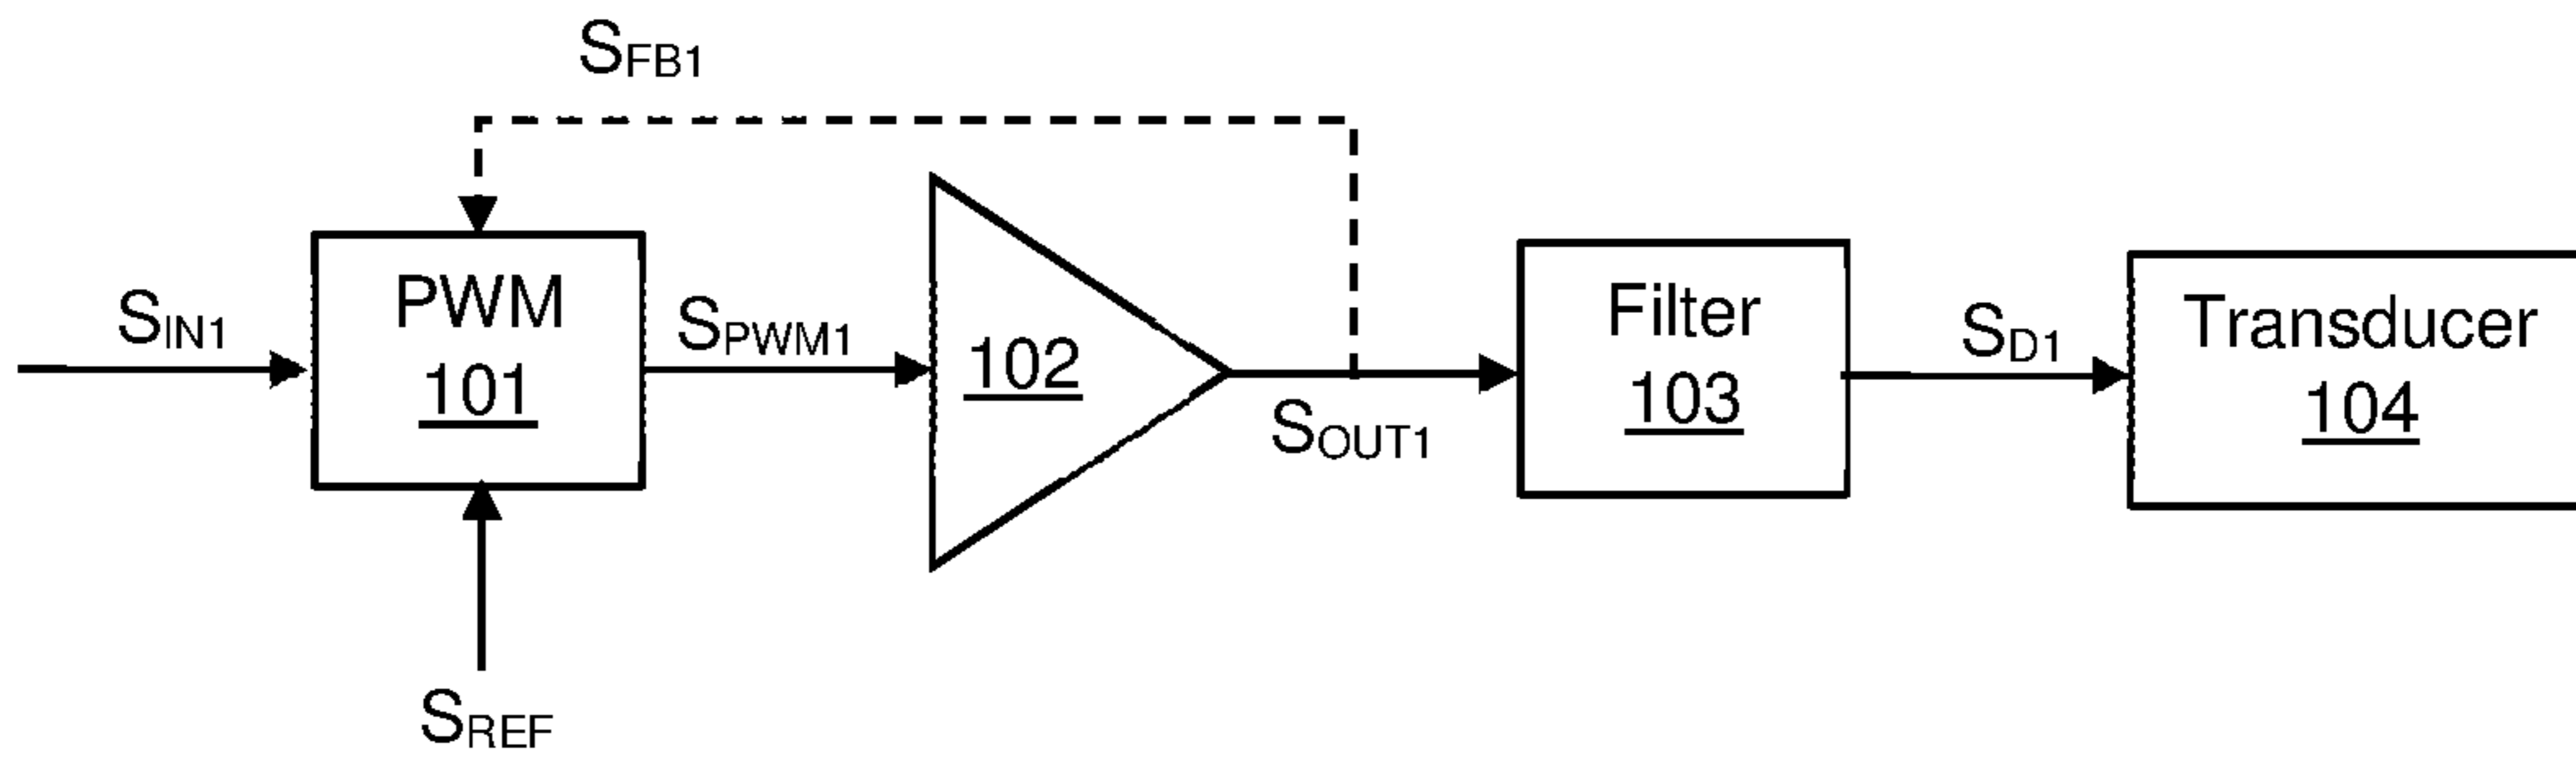 SFB1
SIN1
PWM
101
SPWM1
102
SOUT1
Filter
103
SD1
Transducer
104
SREF